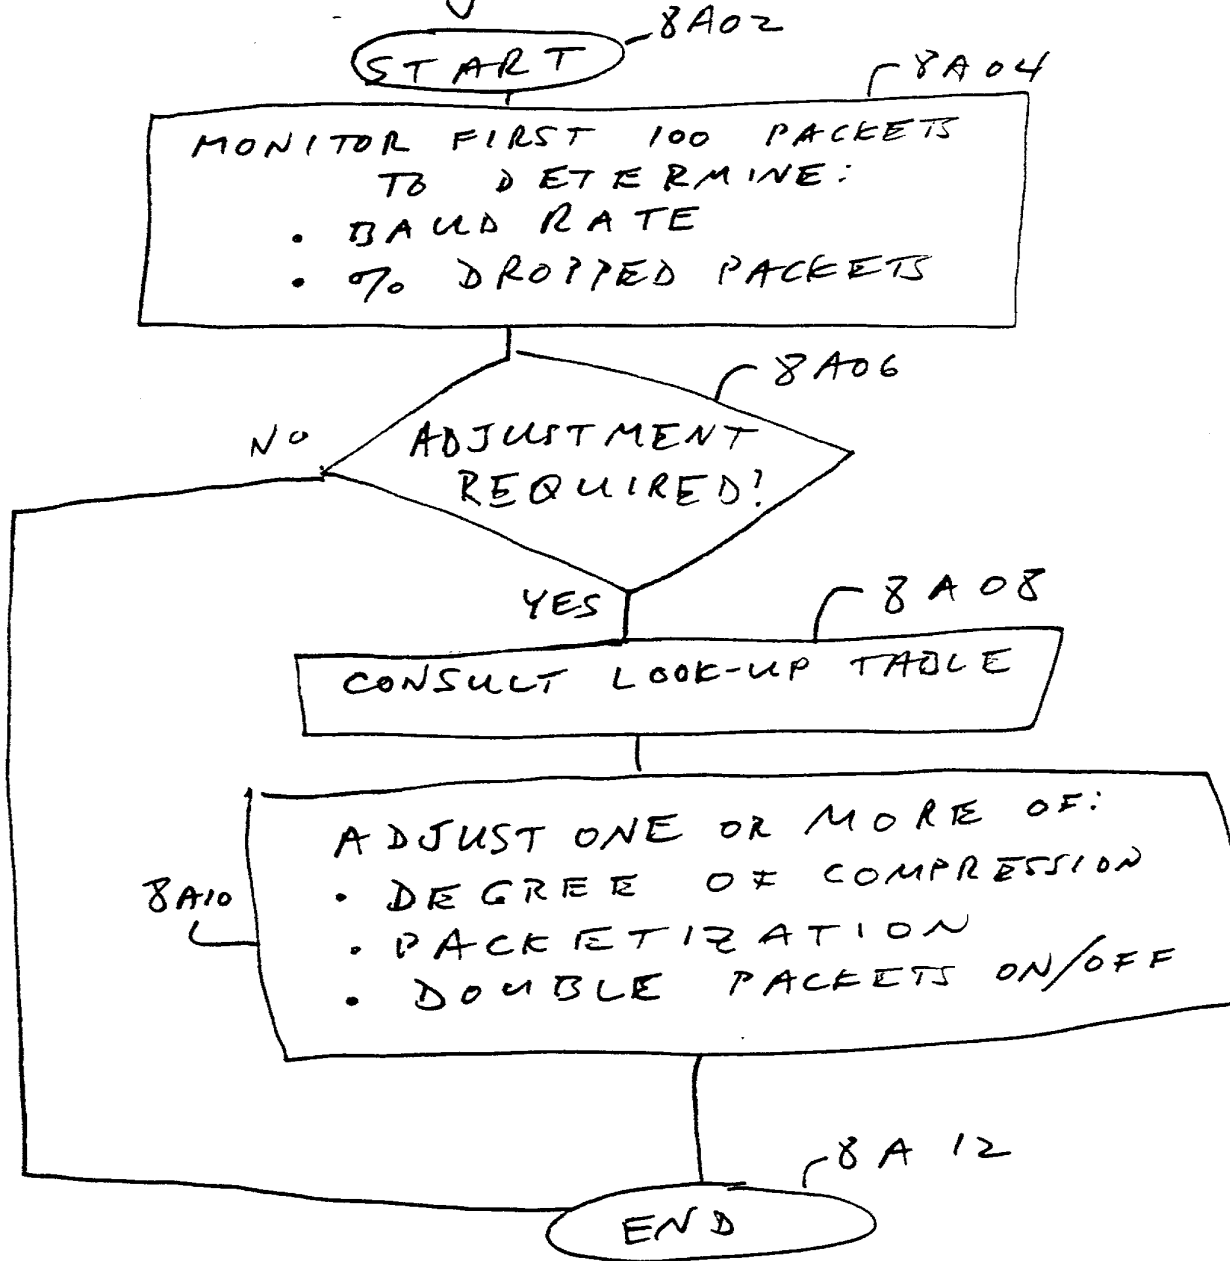 8A02
START
8A04
MONITOR FIRST 100 PACKETS
TO DETERMINE:
• BAUD RATE
• % DROPPED PACKETS
8A06
NO
ADJUSTMENT
REQUIRED?
YES
8A08
CONSULT LOOK-UP TABLE
ADJUST ONE OR MORE OF:
8A10
• DEGREE OF COMPRESSION
• PACKETIZATION
• DOUBLE PACKETS ON/OFF
8A12
END